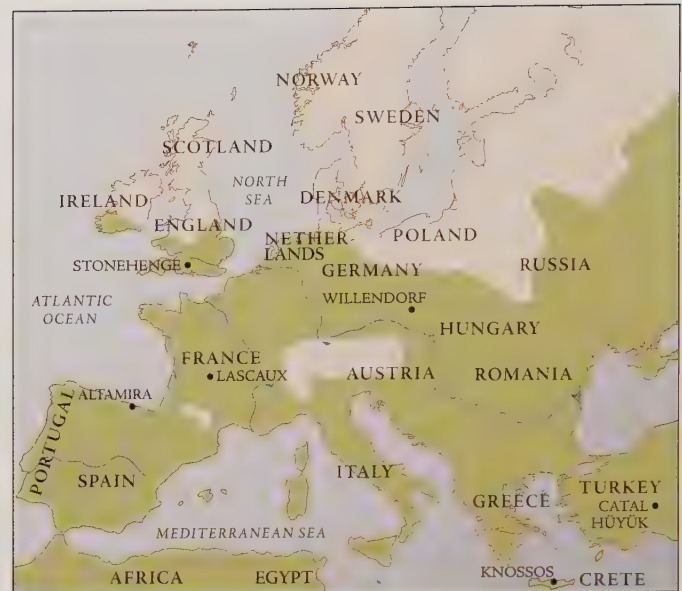 NORWAY
SWEDEN
SCOTLAND
NORTH
SEA
IRELAND
DENMARK
ENGLAND
NETHER
LANDS
POLAND
STONEHENGE
GERMANY
RUSSIA
ATLANTIC
OCEAN
WILLENDORF
HUNGARY
FRANCE
LASCAUX
AUSTRIA
ROMANIA
ALTAMIRA
PORTUGAL
SPAIN
ITALY
GREECE
TURKEY
CATAL
HÜYÜK
MEDITERRANEAN SEA
KNOSSOS
CRETE
AFRICA
EGYPT